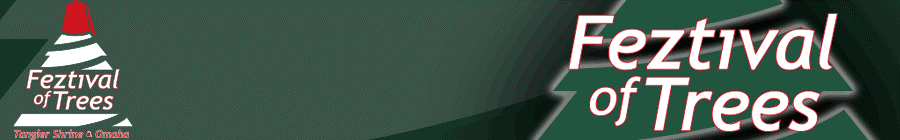 Feztival
of Trees
Tangier Shrine Omaha
Feztival
of Trees